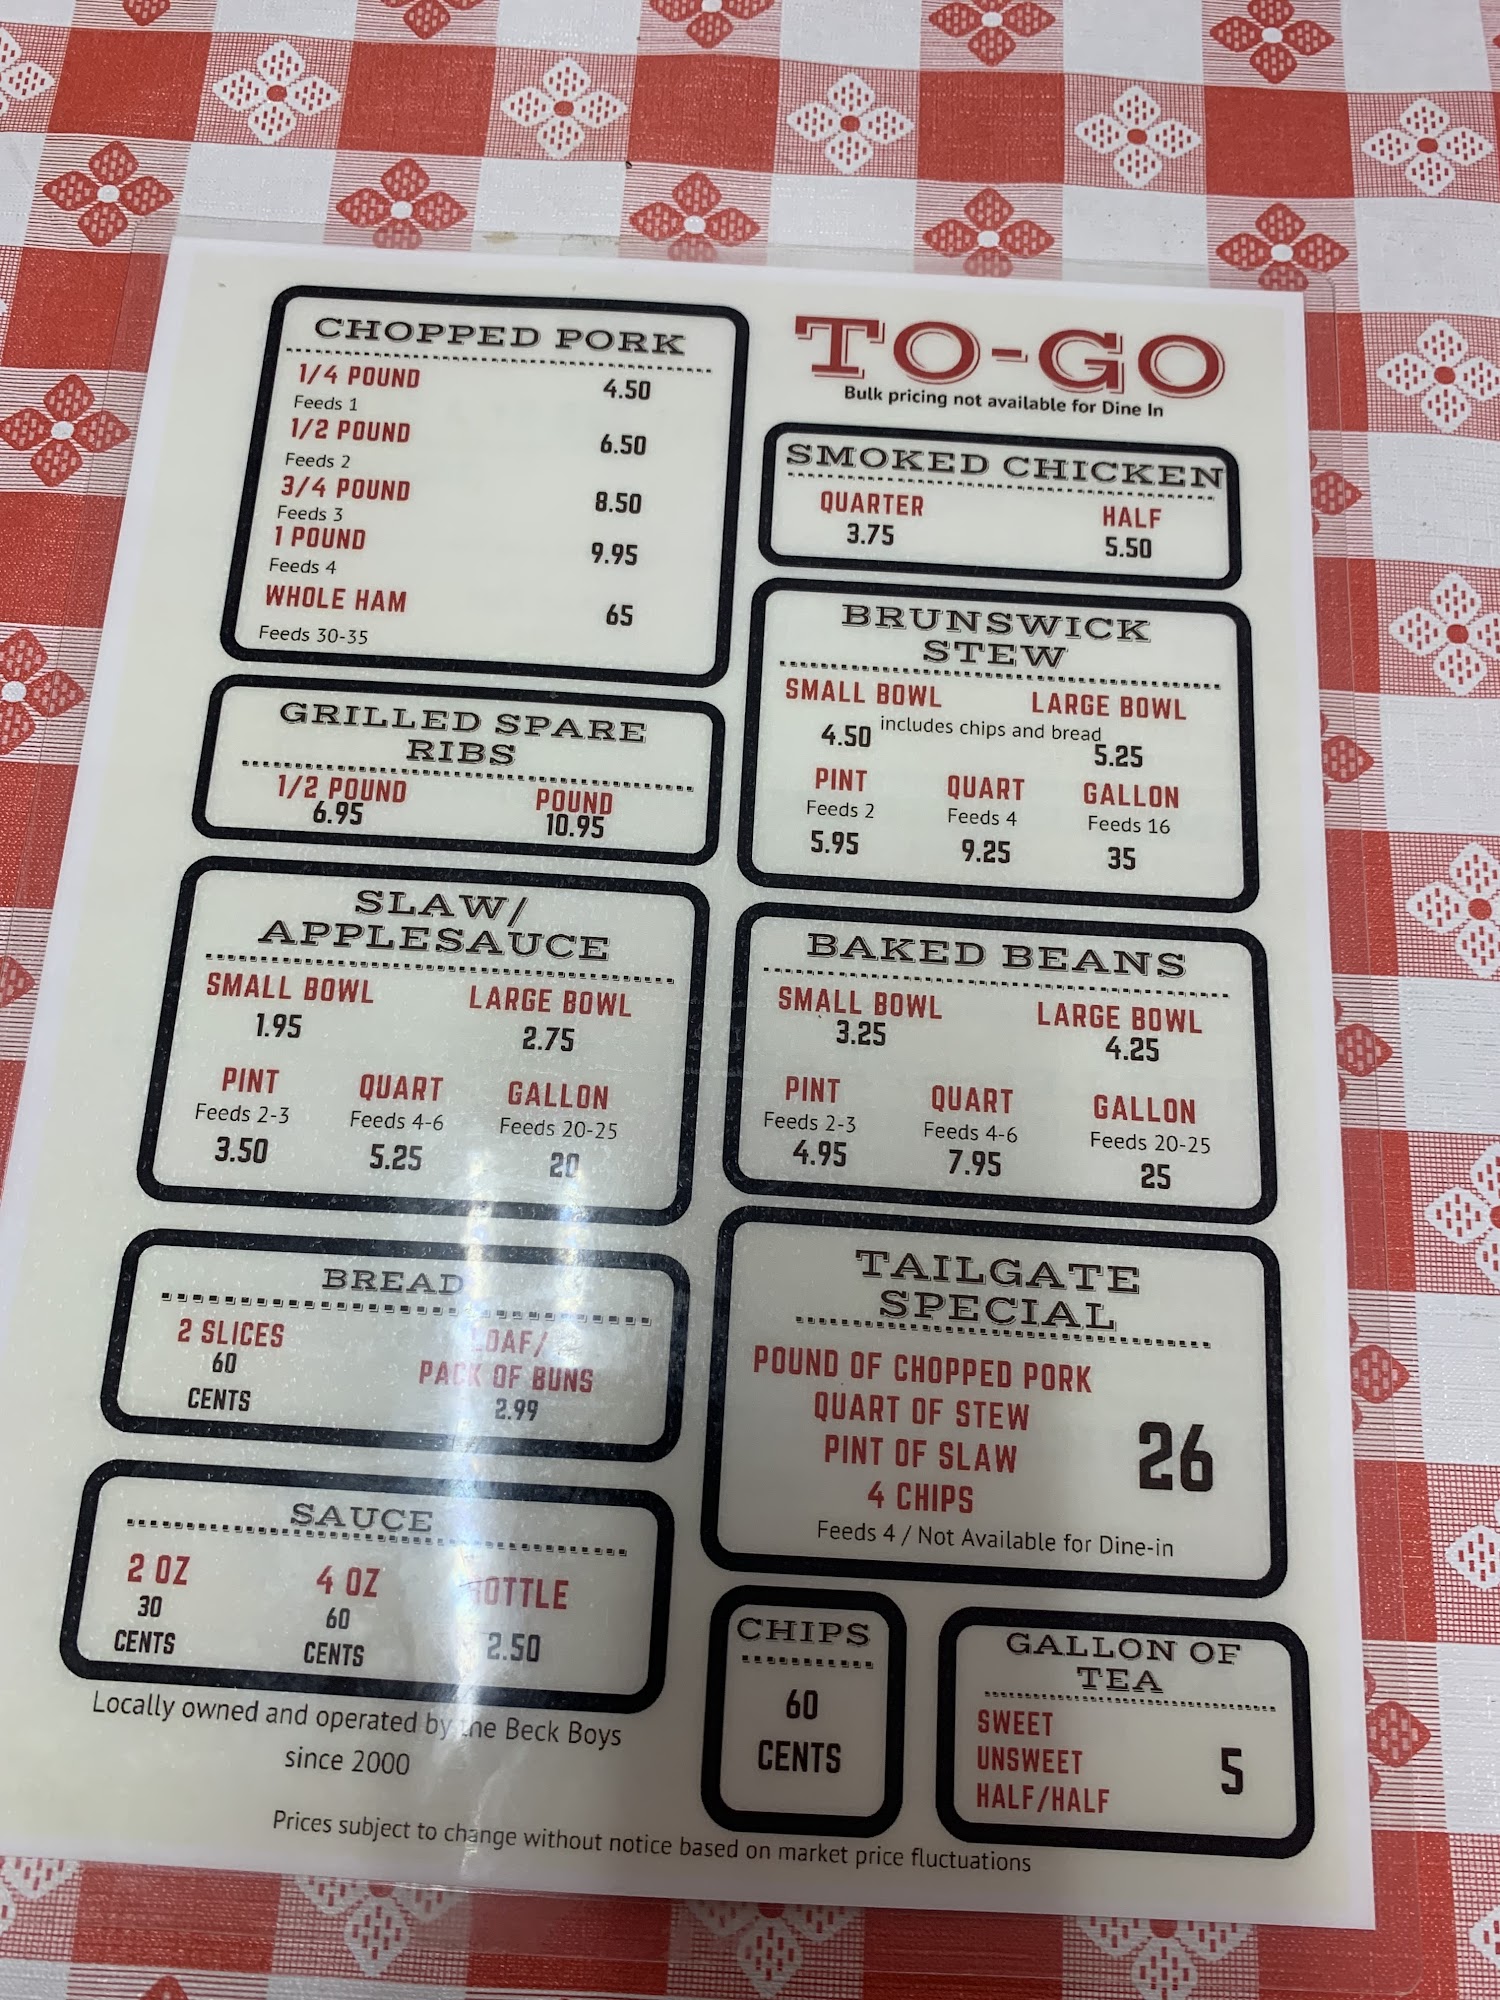 CHOPPED PORK
1/4 POUND 4.50
Feeds 1
1/2 POUND 6.50
Feeds 2
3/4 POUND 8.50
Feeds 3
1 POUND 9.95
Feeds 4
WHOLE HAM 65
Feeds 30-35
TO-GO
Bulk pricing not available for Dine In
SMOKED CHICKEN
QUARTER HALF
3.75 5.50
GRILLED SPARE
RIBS
1/2 POUND POUND
6.95 10.95
BRUNSWICK
STEW
SMALL BOWL LARGE BOWL
4.50 includes chips and bread 5.25
PINT QUART GALLON
Feeds 2 Feeds 4 Feeds 16
5.95 9.25 35
SLAW/
APPLESAUCE
SMALL BOWL LARGE BOWL
1.95 2.75
PINT QUART GALLON
Feeds 2-3 Feeds 4-6 Feeds 20-25
3.50 5.25 20
BAKED BEANS
SMALL BOWL LARGE BOWL
3.25 4.25
PINT QUART GALLON
Feeds 2-3 Feeds 4-6 Feeds 20-25
4.95 7.95 25
BREAD
2 SLICES LOAF/
60 PACK OF BUNS
CENTS 2.99
TAILGATE
SPECIAL
POUND OF CHOPPED PORK
QUART OF STEW
PINT OF SLAW
4 CHIPS
26
Feeds 4 / Not Available for Dine-in
SAUCE
2 OZ 4 OZ BOTTLE
30 60 2.50
CENTS CENTS
CHIPS
60
CENTS
GALLON OF
TEA
SWEET
UNSWEET 5
HALF/HALF
Locally owned and operated by the Beck Boys
since 2000
Prices subject to change without notice based on market price fluctuations